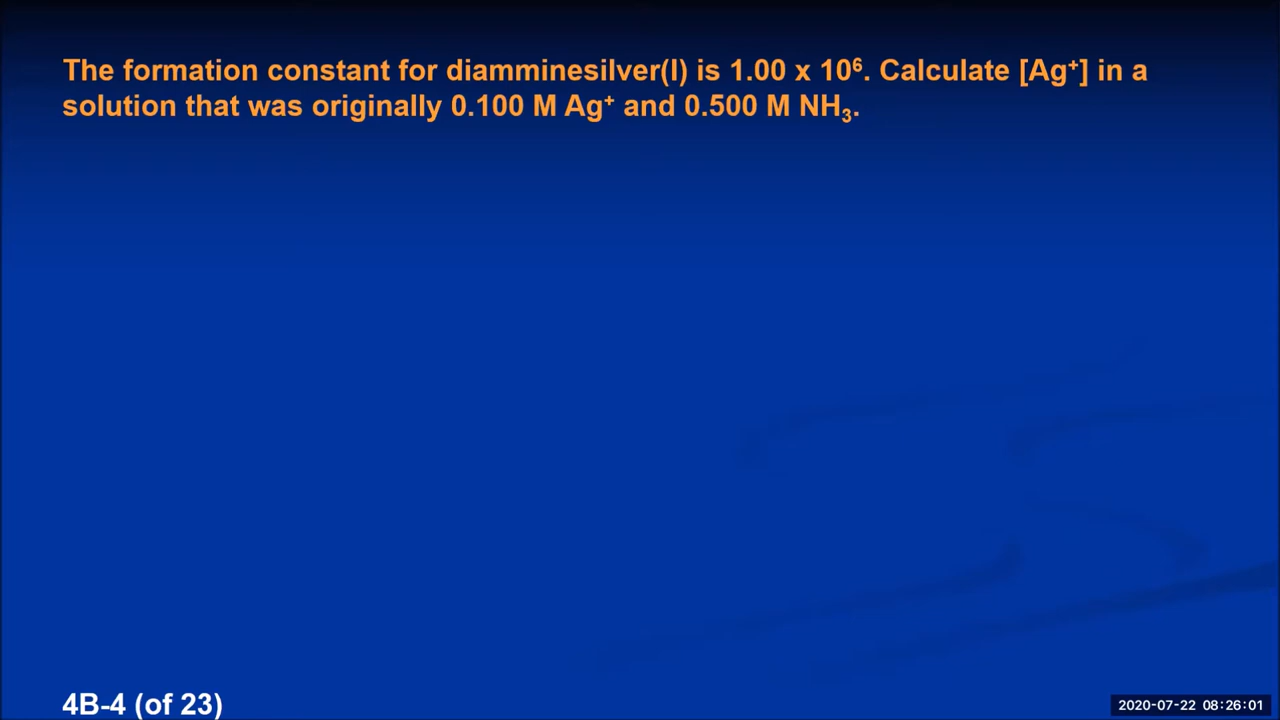 The formation constant for diamminesilver(I) is 1.00 x 10⁶. Calculate [Ag⁺] in a
solution that was originally 0.100 M Ag⁺ and 0.500 M NH₃.
4B-4 (of 23)
2020-07-22 08:26:01